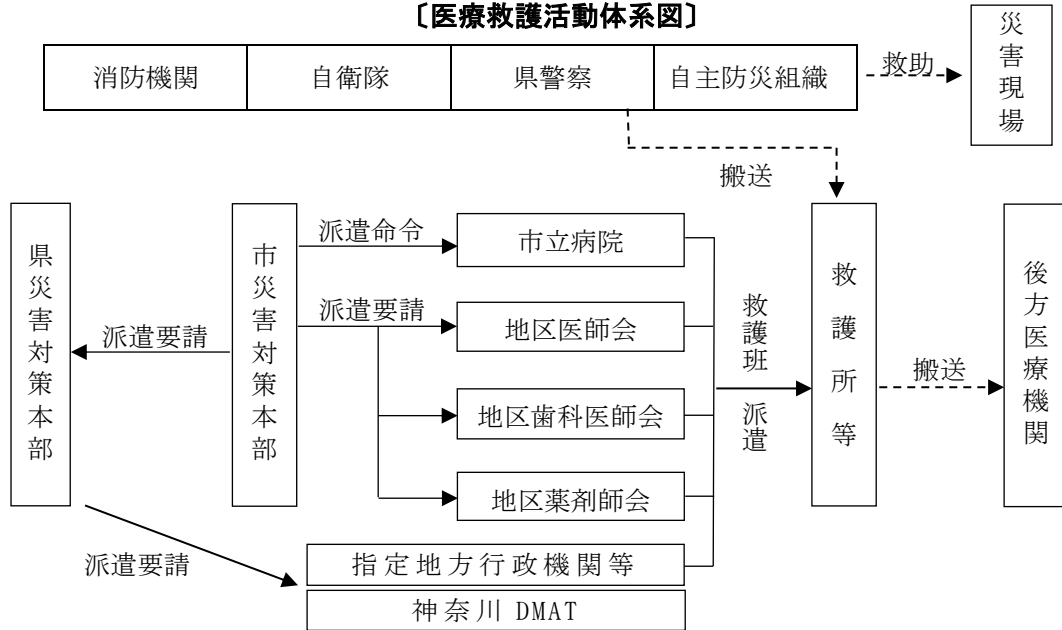 〔医療救護活動体系図〕
消防機関
自衛隊
県警察
自主防災組織
救助
災害現場
搬送
県災害対策本部
派遣要請
市災害対策本部
派遣命令
市立病院
派遣要請
地区医師会
地区歯科医師会
地区薬剤師会
救護班
派遣
救護所等
搬送
後方医療機関
派遣要請
指定地方行政機関等
神奈川 DMAT